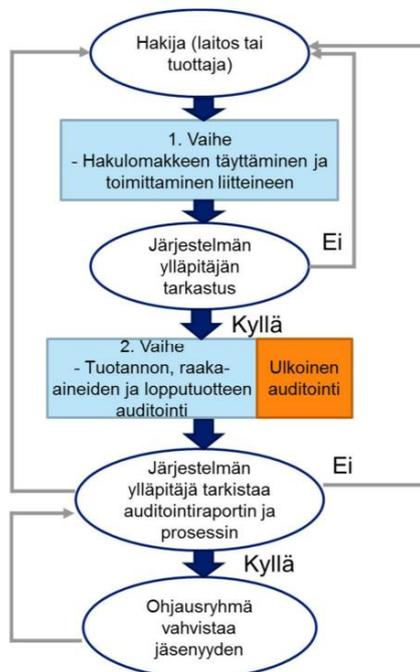 Hakija (laitos tai
tuottaja)
1. Vaihe
- Hakulomakkeen täyttäminen ja
toimittaminen liitteineen
Järjestelmän
ylläpitäjän
tarkastus
Ei
Kyllä
2. Vaihe
- Tuotannon, raaka-
aineiden ja lopputuotteen
auditointi
Ulkoinen
auditointi
Järjestelmän
ylläpitäjä tarkistaa
auditointiraportin ja
prosessin
Ei
Kyllä
Ohjausryhmä
vahvistaa
jäsenyyden